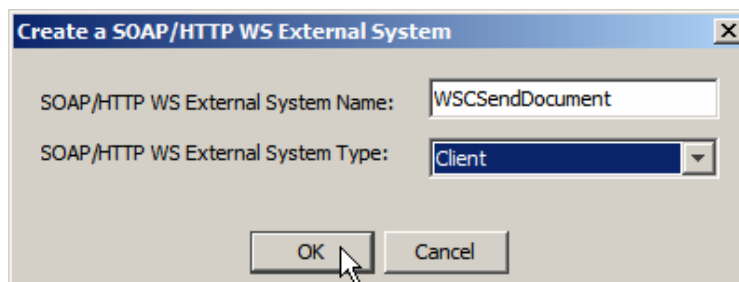 Create a SOAP/HTTP WS External System
SOAP/HTTP WS External System Name: WSCSendDocument
SOAP/HTTP WS External System Type: Client
OK Cancel